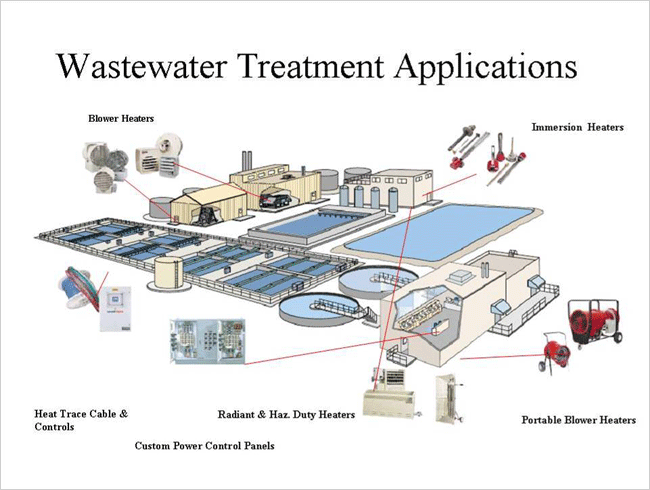 Wastewater Treatment Applications
Blower Heaters
Immersion Heaters
Heat Trace Cable &
Controls
Radiant & Haz. Duty Heaters
Portable Blower Heaters
Custom Power Control Panels